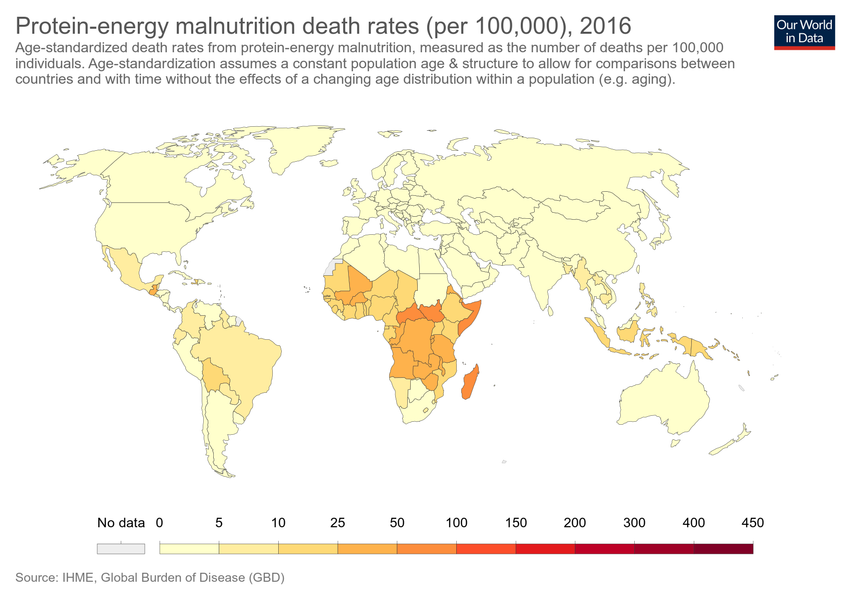 Protein-energy malnutrition death rates (per 100,000), 2016
Our World
in Data
Age-standardized death rates from protein-energy malnutrition, measured as the number of deaths per 100,000
individuals. Age-standardization assumes a constant population age & structure to allow for comparisons between
countries and with time without the effects of a changing age distribution within a population (e.g. aging).
No data 0 5 10 25 50 100 150 200 300 400 450
Source: IHME, Global Burden of Disease (GBD)